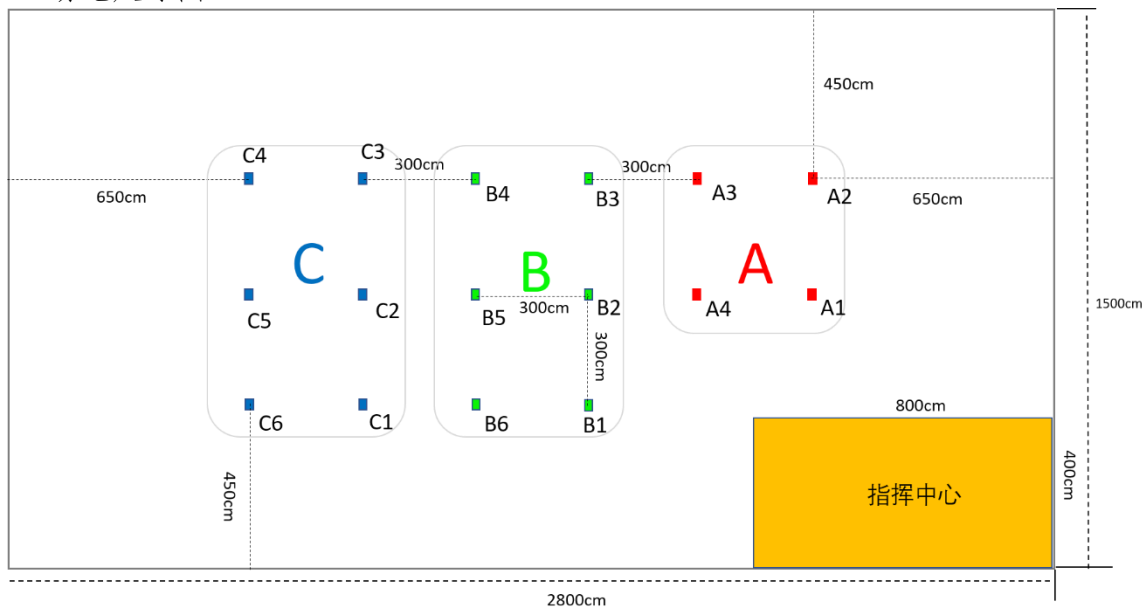 450cm
C4
C3
300cm
300cm
650cm
B4
B3
A3
A2
650cm
C
B
A
C5
C2
B5
300cm
B2
A4
A1
1500cm
300cm
800cm
C6
C1
B6
B1
450cm
指挥中心
400cm
2800cm